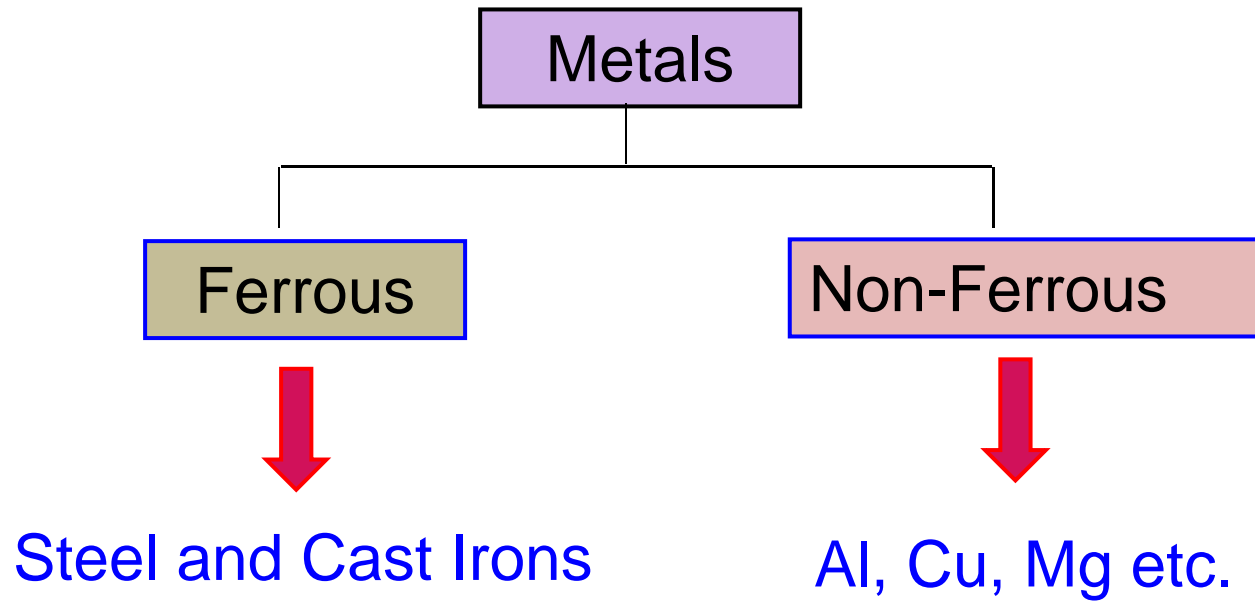 Metals
Ferrous
Non-Ferrous
Steel and Cast Irons
Al, Cu, Mg etc.